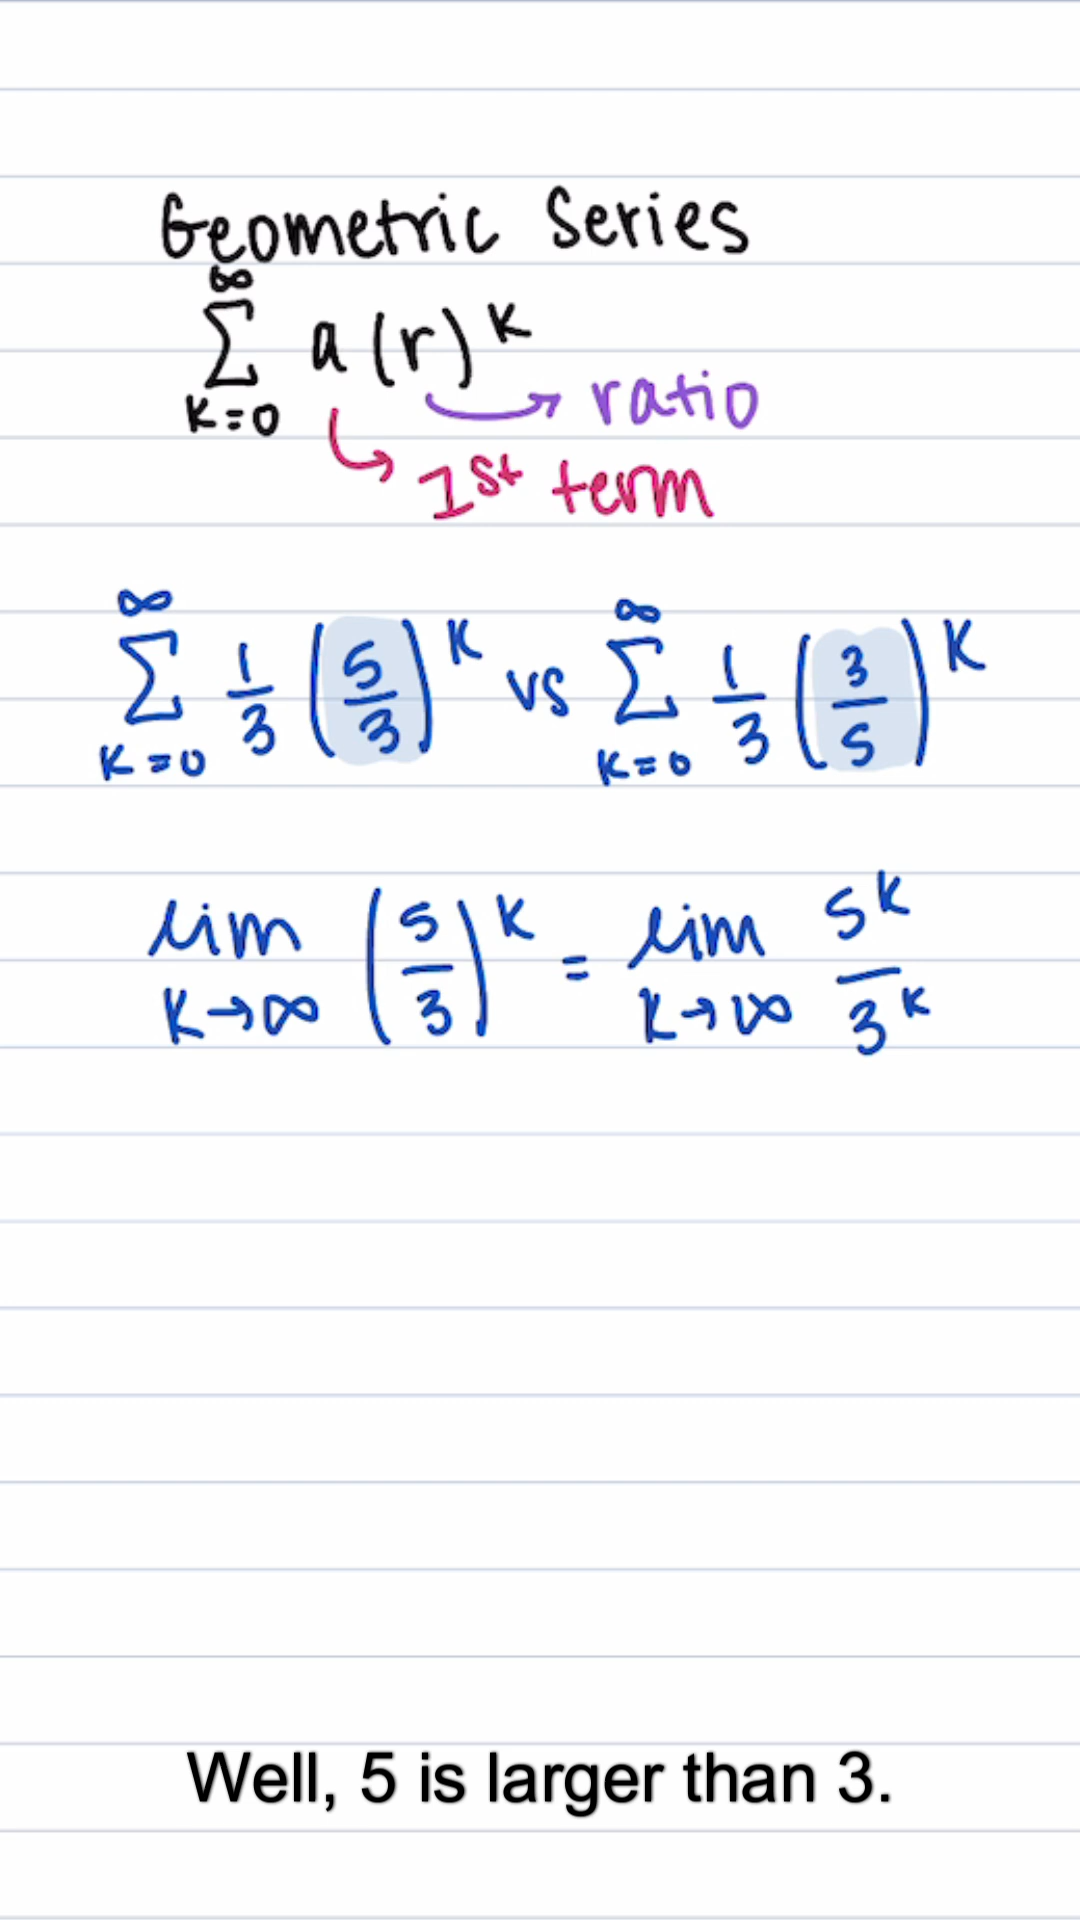 Geometric Series
∞
∑ a (r)^k
k=0
ratio
1st term
∞ ∞
∑ 1/3 (5/3)^k vs ∑ 1/3 (3/5)^k
k=0 k=0
lim (5/3)^k = lim 5^k/3^k
k→∞ k→∞
Well, 5 is larger than 3.